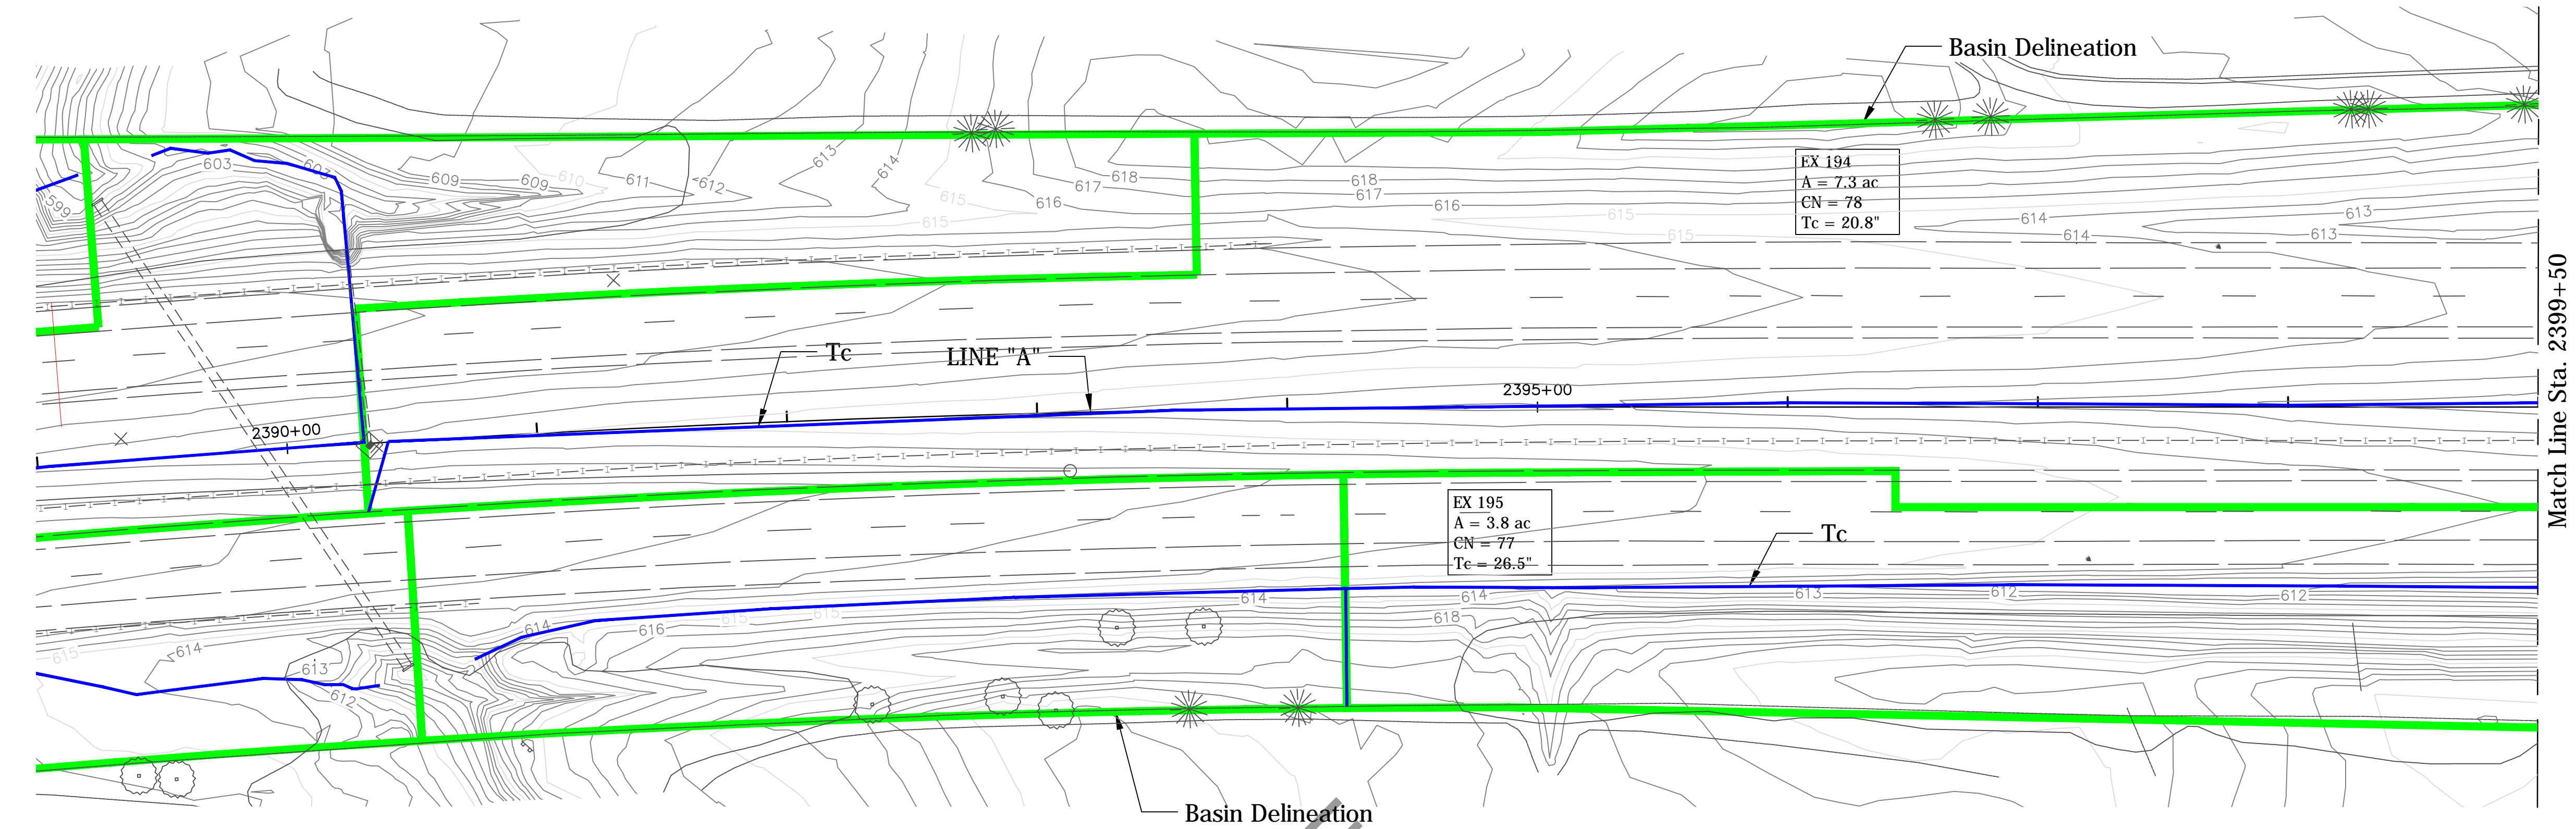 Basin Delineation
EX 194
A = 7.3 ac
CN = 78
Tc = 20.8"
603
603
599
609
609
610
611
612
613
614
615
615
616
617
618
618
617
616
615
615
614
614
613
613
Tc
LINE "A"
2395+00
2390+00
Match Line Sta. 2399+50
EX 195
A = 3.8 ac
CN = 77
Tc = 26.5"
Tc
614
616
615
615
614
614
618
613
612
612
615
614
613
612
Basin Delineation